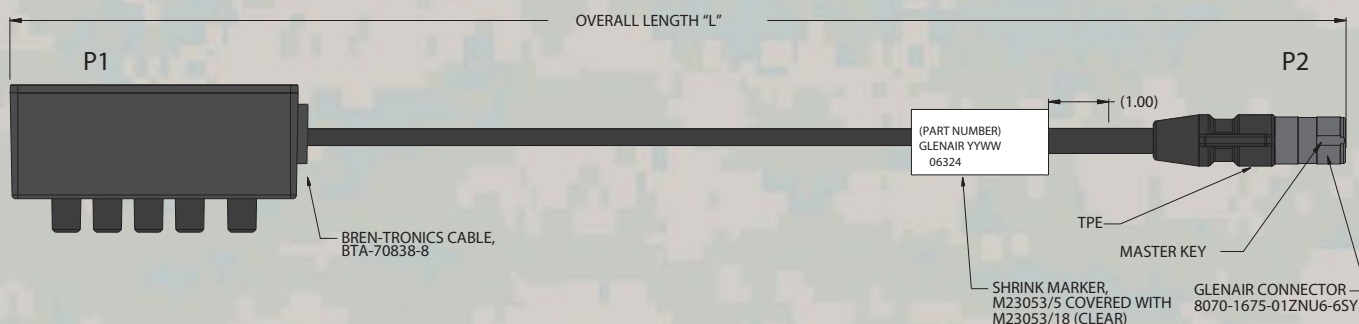 OVERALL LENGTH “L”
P1
P2
(1.00)
(PART NUMBER)
GLENAIR YYWW
06324
TPE
BREN-TRONICS CABLE,
BTA-70838-8
MASTER KEY
SHRINK MARKER,
M23053/5 COVERED WITH
M23053/18 (CLEAR)
GLENAIR CONNECTOR
8070-1675-01ZNU6-6SY